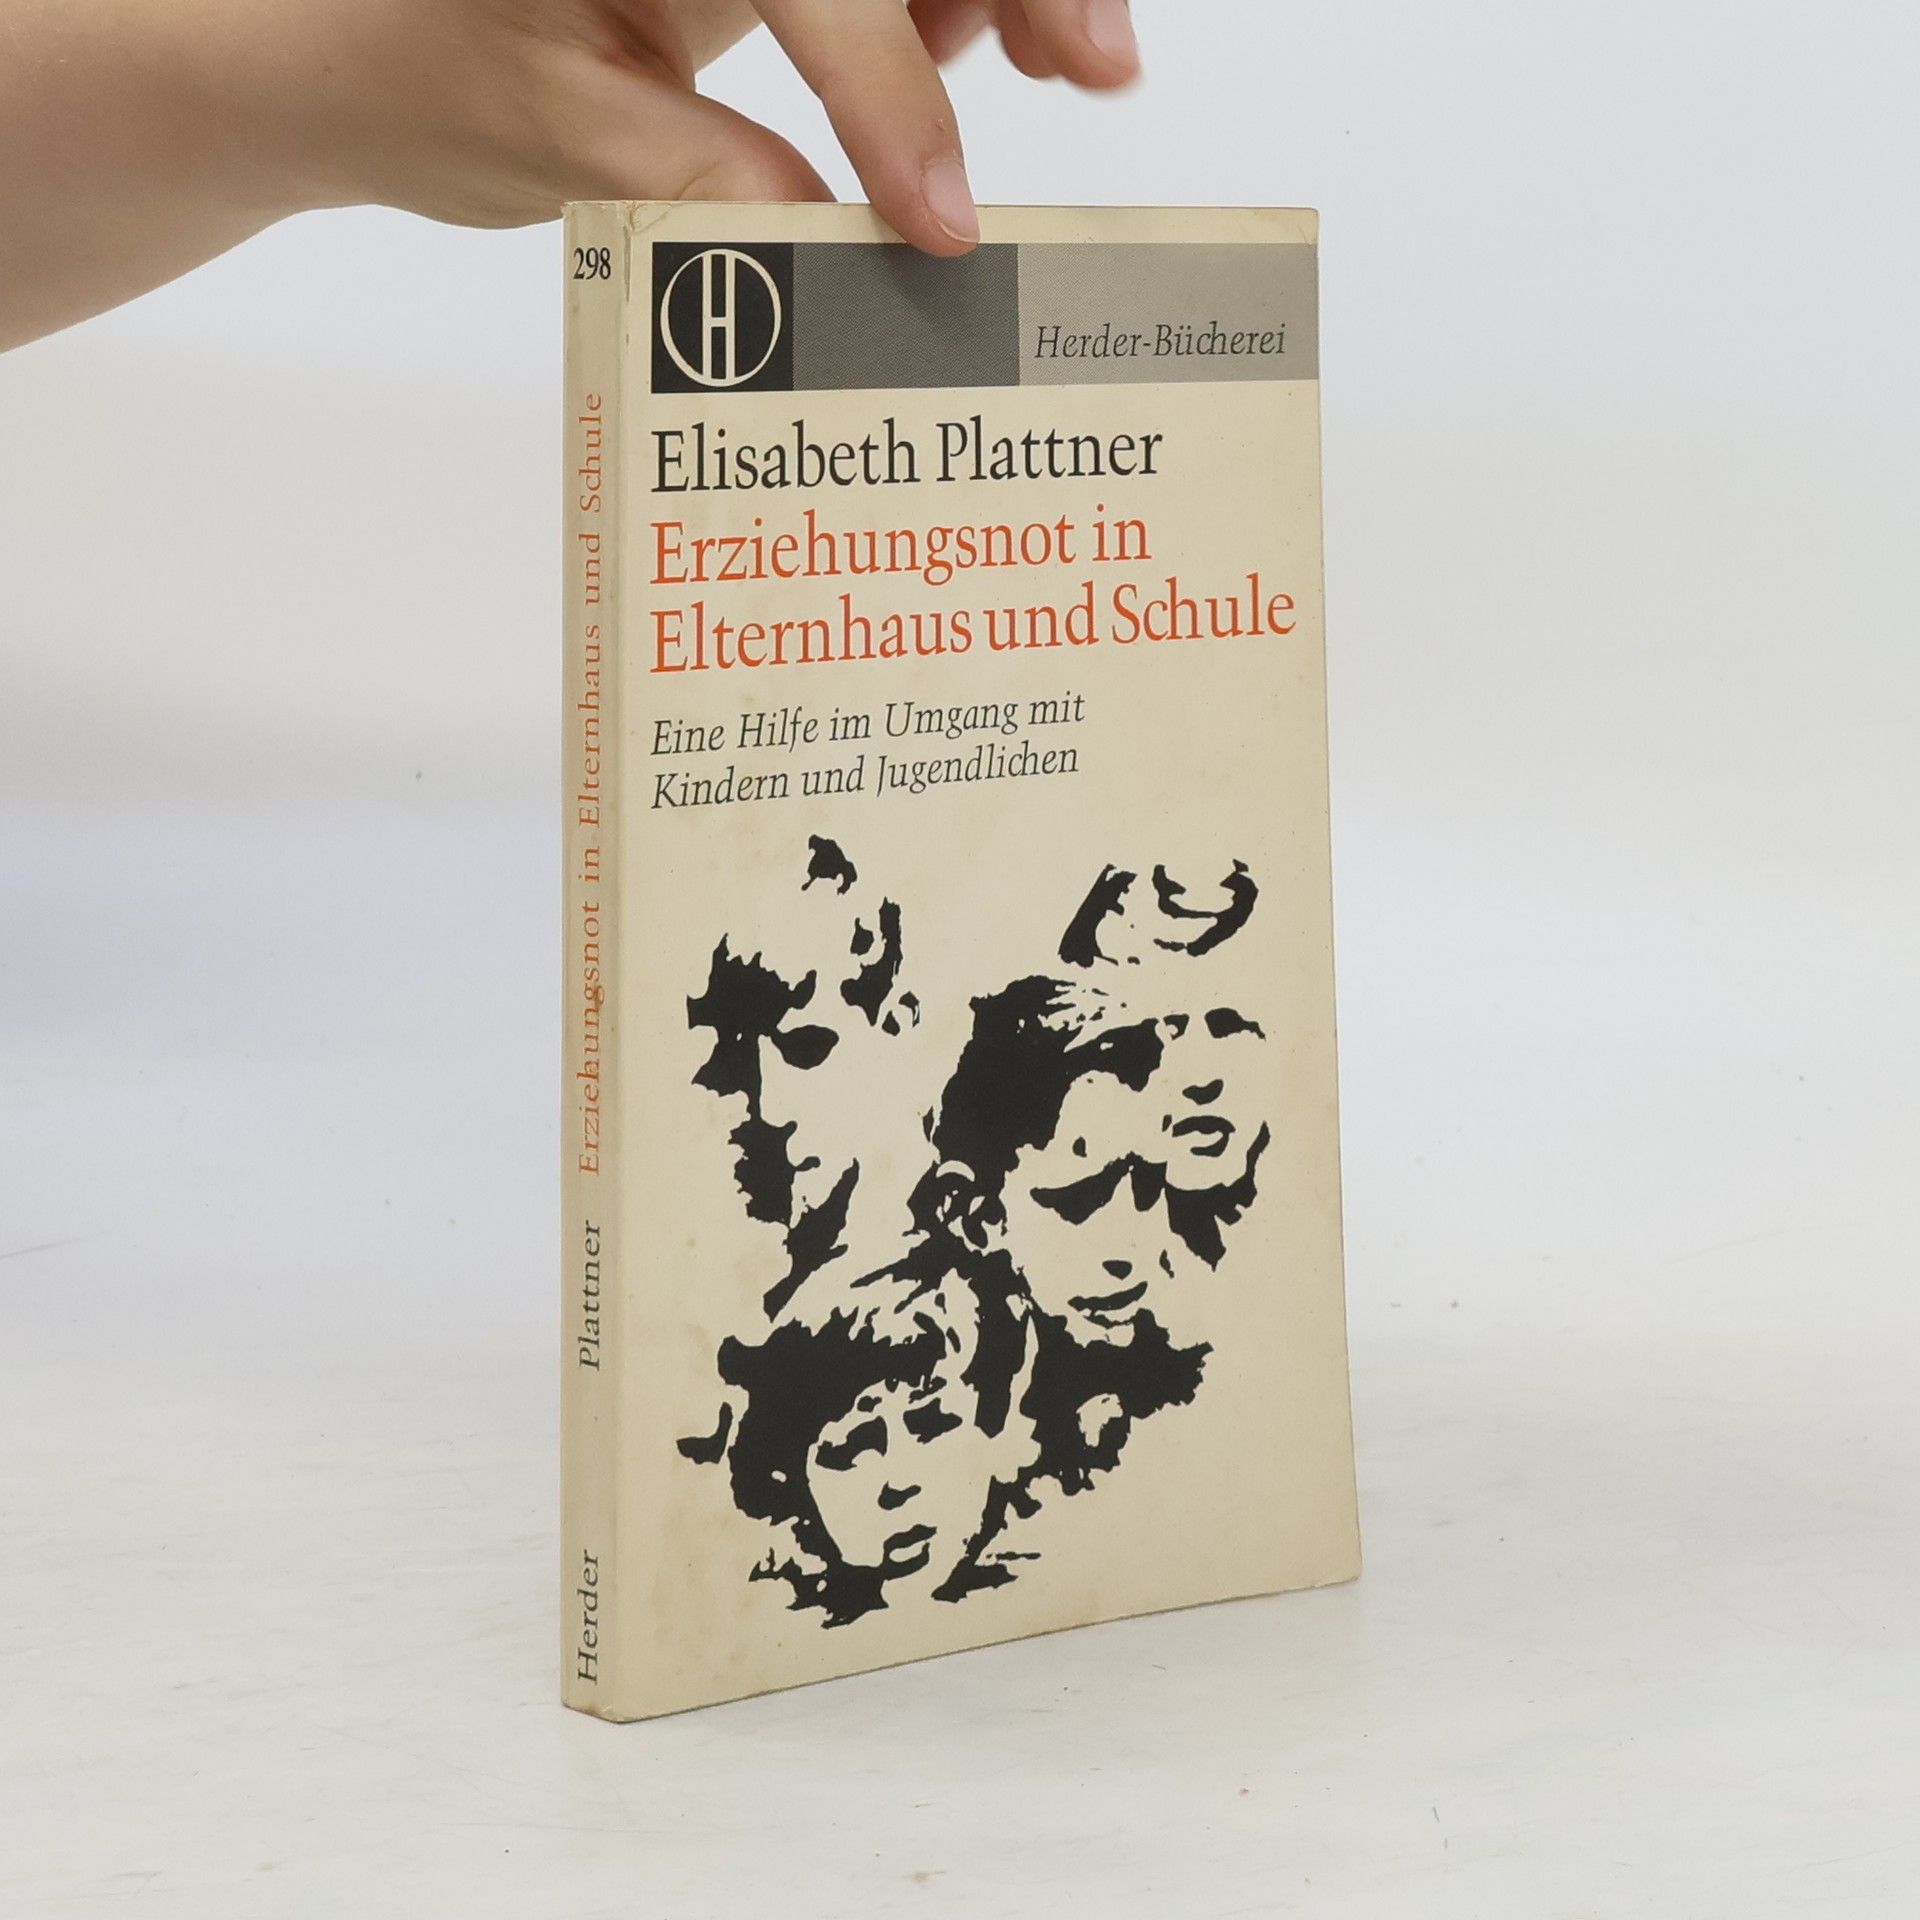 298
Erziehungsnot in Elternhaus und Schule
Plattner
Herder
H
Herder-Bücherei
Elisabeth Plattner
Erziehungsnot in
Elternhaus und Schule
Eine Hilfe im Umgang mit
Kindern und Jugendlichen